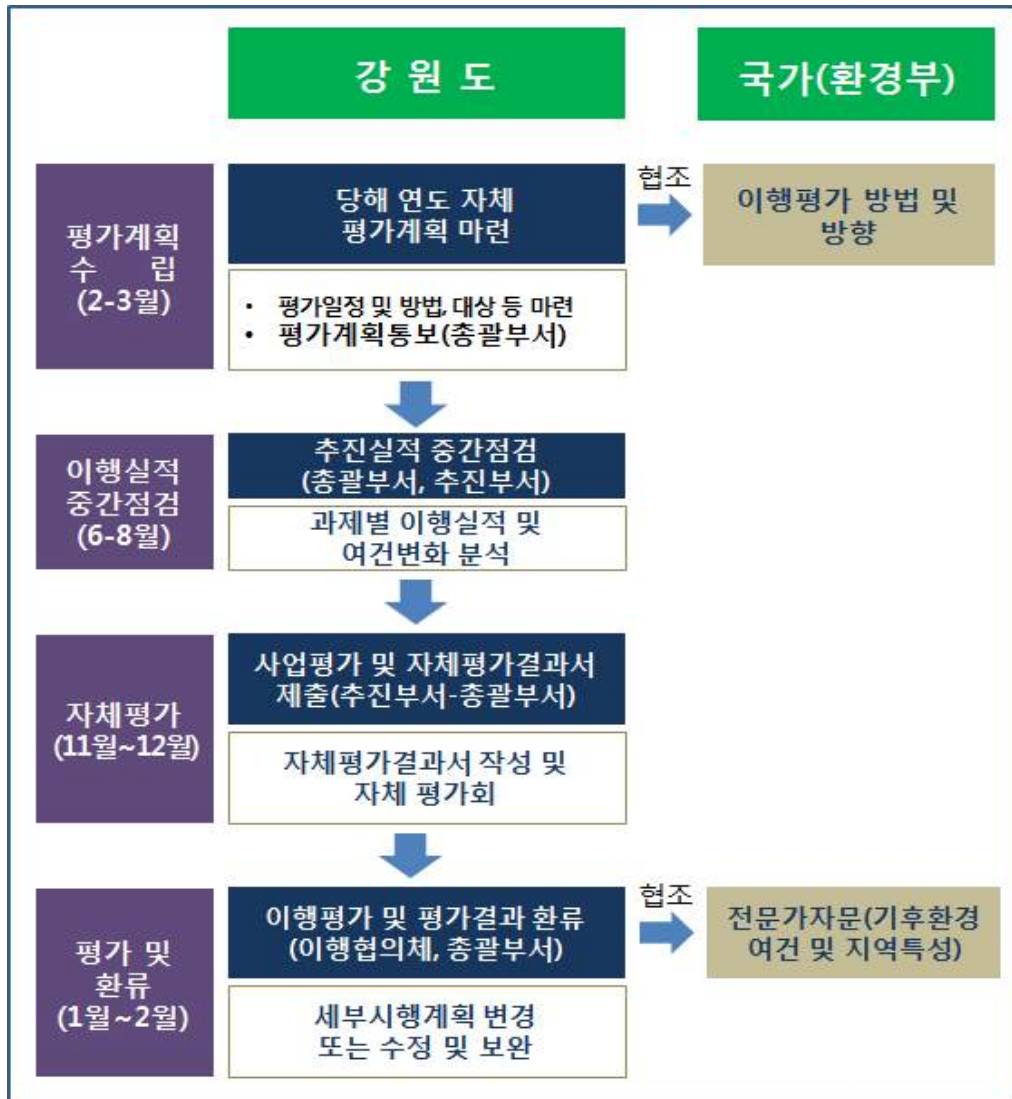 강 원 도
국가(환경부)
평가계획
수 립
(2-3월)
당해 연도 자체
평가계획 마련
• 평가일정 및 방법, 대상 등 마련
• 평가계획통보(총괄부서)
협조
이행평가 방법 및
방향
이행실적
중간점검
(6-8월)
추진실적 중간점검
(총괄부서, 추진부서)
과제별 이행실적 및
여건변화 분석
자체평가
(11월~12월)
사업평가 및 자체평가결과서
제출(추진부서-총괄부서)
자체평가결과서 작성 및
자체 평가회
평가 및
환류
(1월~2월)
이행평가 및 평가결과 환류
(이행협의체, 총괄부서)
세부시행계획 변경
또는 수정 및 보완
협조
전문가자문(기후환경
여건 및 지역특성)